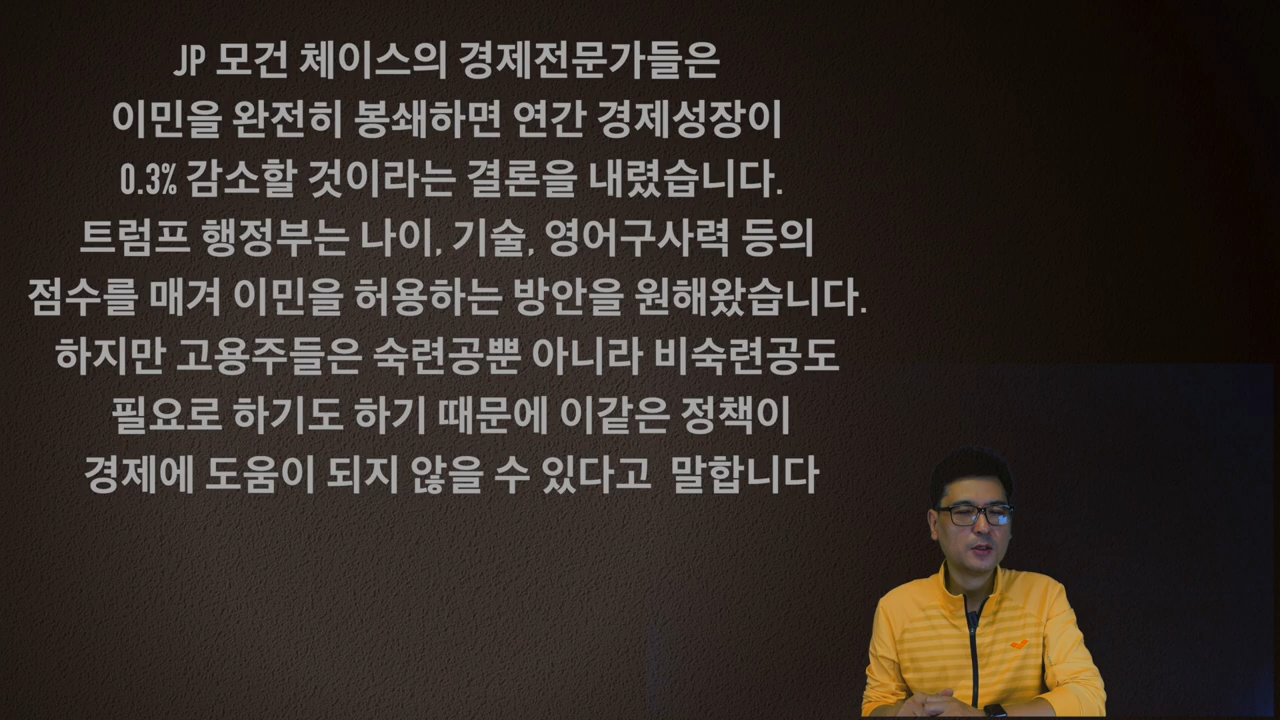 JP 모건 체이스의 경제전문가들은
이민을 완전히 봉쇄하면 연간 경제성장이
0.3% 감소할 것이라는 결론을 내렸습니다.
트럼프 행정부는 나이, 기술, 영어구사력 등의
점수를 매겨 이민을 허용하는 방안을 원해왔습니다.
하지만 고용주들은 숙련공뿐 아니라 비숙련공도
필요로 하기도 하기 때문에 이같은 정책이
경제에 도움이 되지 않을 수 있다고 말합니다